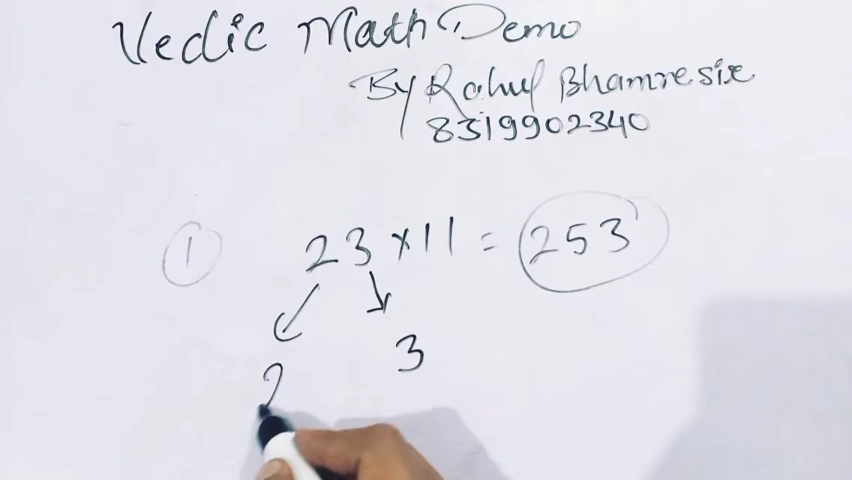 Vedic Math Demo
By Rahul Bhamre sir
8319902340
① 23 × 11 = 253
2 3